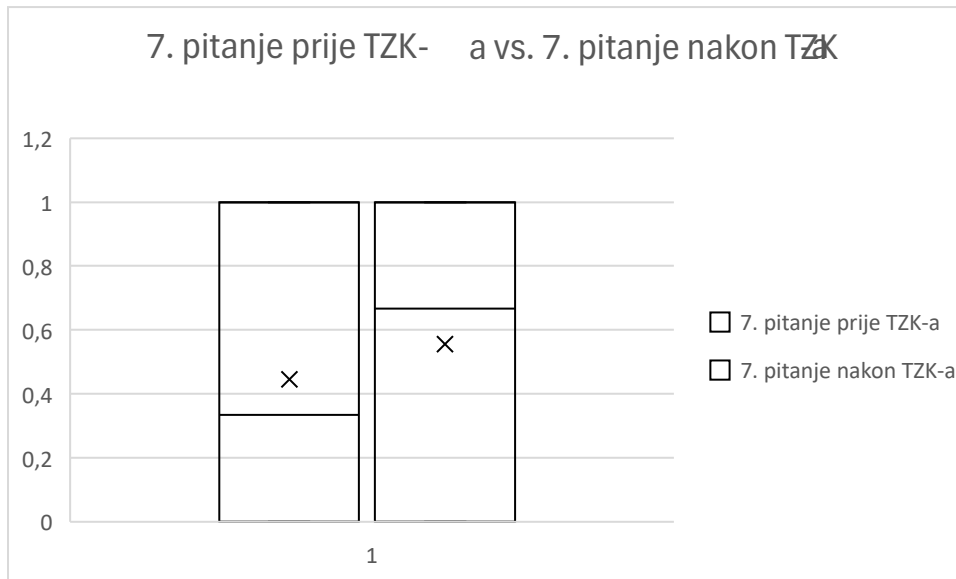 7. pitanje prije TZK- a vs. 7. pitanje nakon TZK-a
1,2
1
0,8
0,6
0,4
0,2
0
1
7. pitanje prije TZK-a
7. pitanje nakon TZK-a